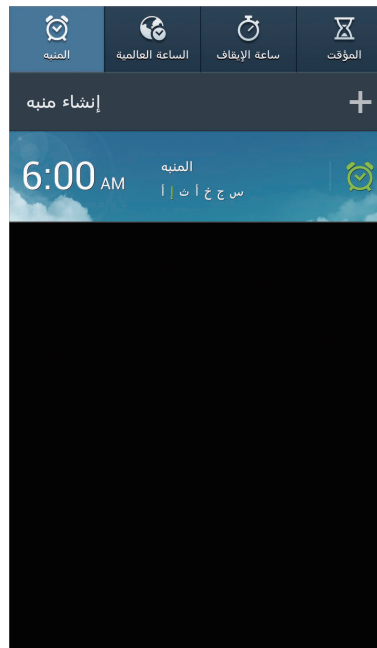 المنبه
الساعة العالمية
ساعة الإيقاف
المؤقت
إنشاء منبه
6:00 AM
المنبه
أ إ ث أ خ ج س